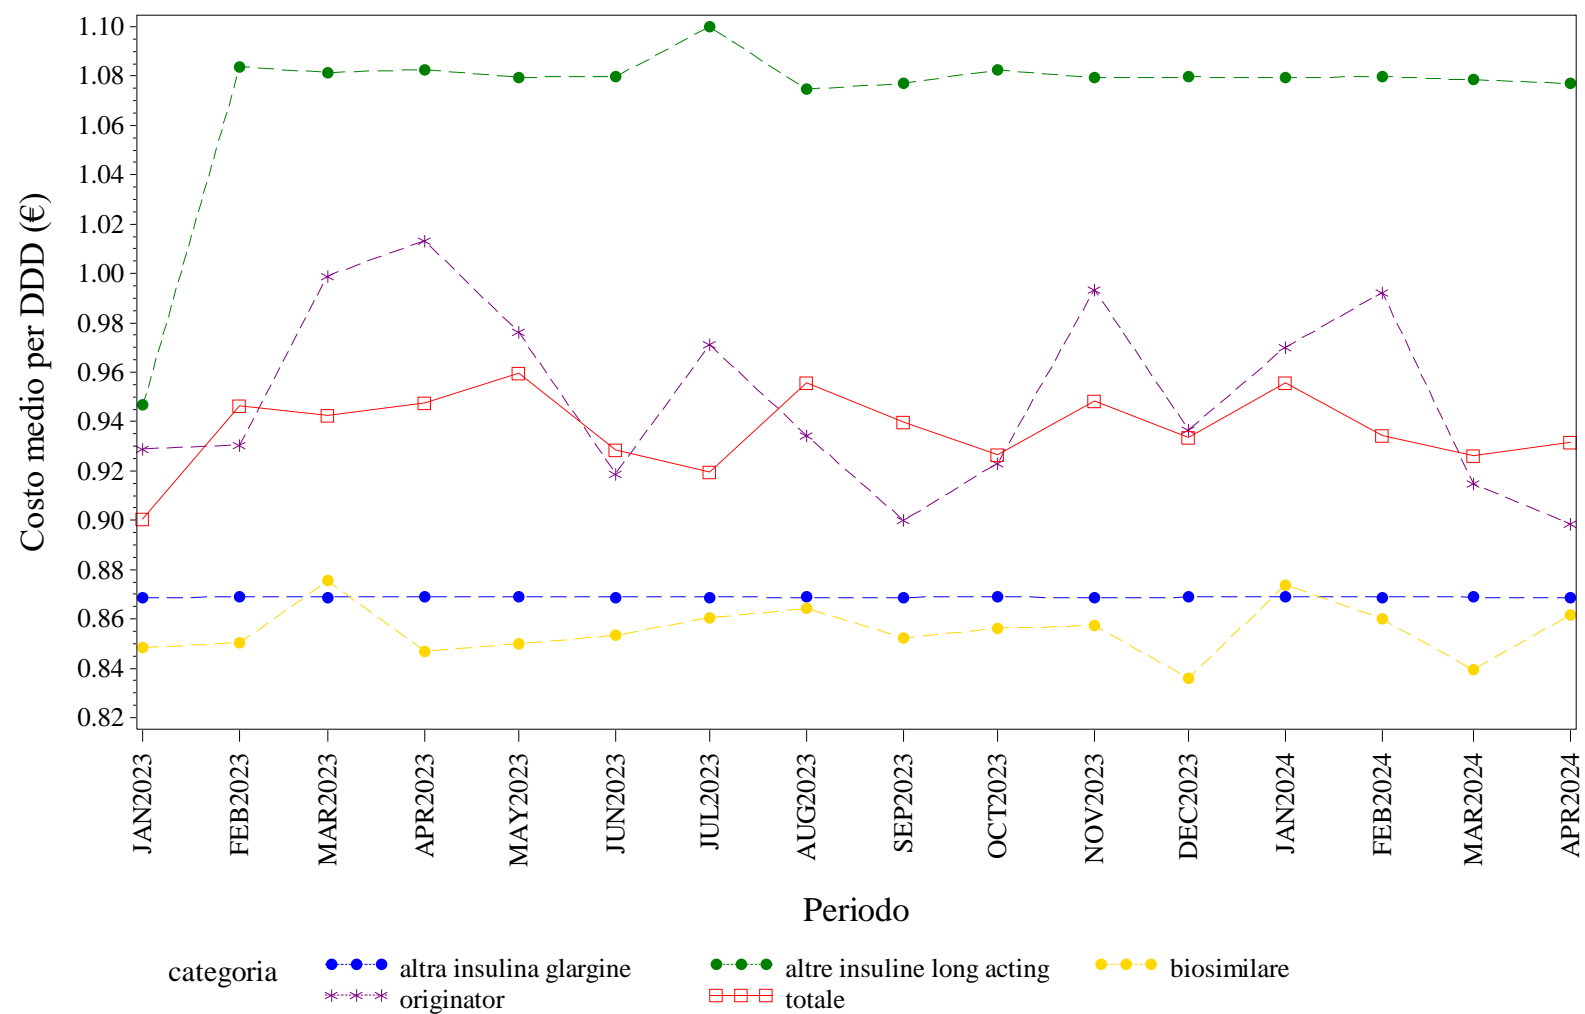 Costo medio per DDD (€)
1.10
1.08
1.06
1.04
1.02
1.00
0.98
0.96
0.94
0.92
0.90
0.88
0.86
0.84
0.82
JAN2023
FEB2023
MAR2023
APR2023
MAY2023
JUN2023
JUL2023
AUG2023
SEP2023
OCT2023
NOV2023
DEC2023
JAN2024
FEB2024
MAR2024
APR2024
Periodo
categoria
altra insulina glargine
altre insuline long acting
biosimilare
originator
totale